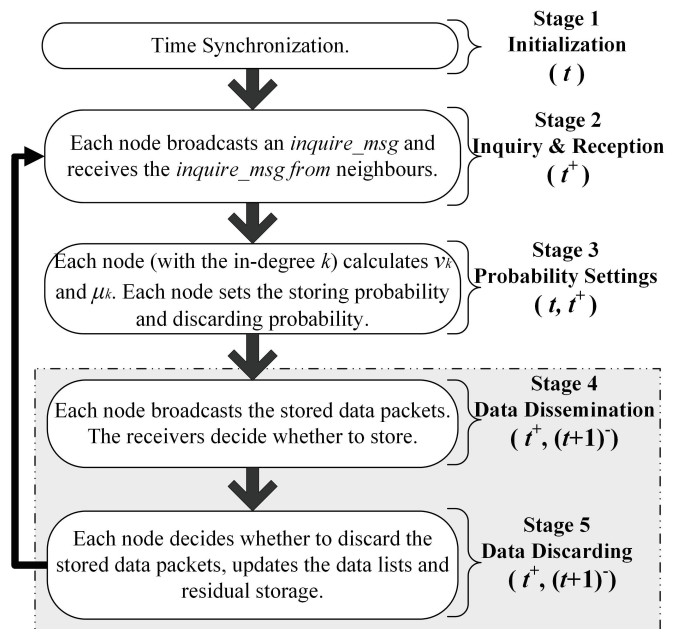 Time Synchronization.
Stage 1
Initialization
( t )
Each node broadcasts an inquire_msg and
receives the inquire_msg from neighbours.
Stage 2
Inquiry & Reception
( t⁺ )
Each node (with the in-degree k) calculates νk
and μk. Each node sets the storing probability
and discarding probability.
Stage 3
Probability Settings
( t, t⁺ )
Each node broadcasts the stored data packets.
The receivers decide whether to store.
Stage 4
Data Dissemination
( t⁺, (t+1)⁻)
Each node decides whether to discard the
stored data packets, updates the data lists and
residual storage.
Stage 5
Data Discarding
( t⁺, (t+1)⁻)